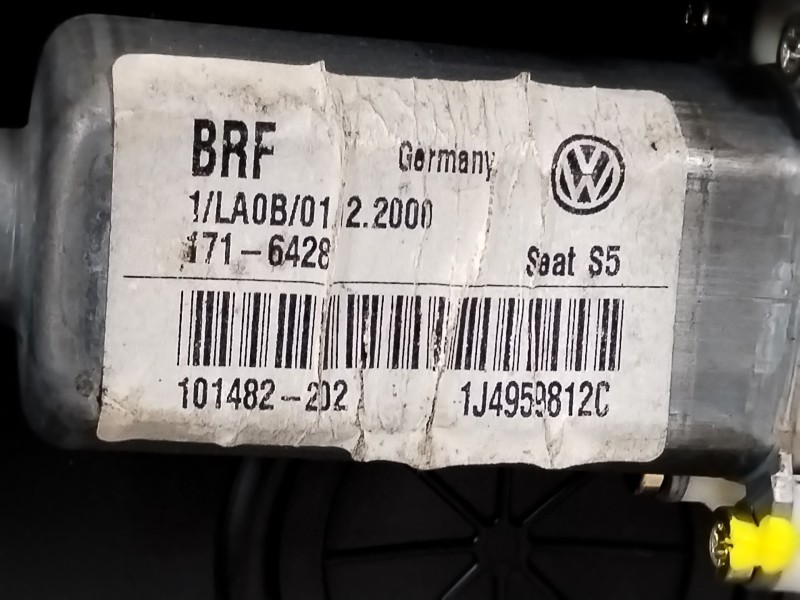 BRF Germany
1/LA0B/01 2.2000
171-6428 Seat S5
101482-202 1J4959812C